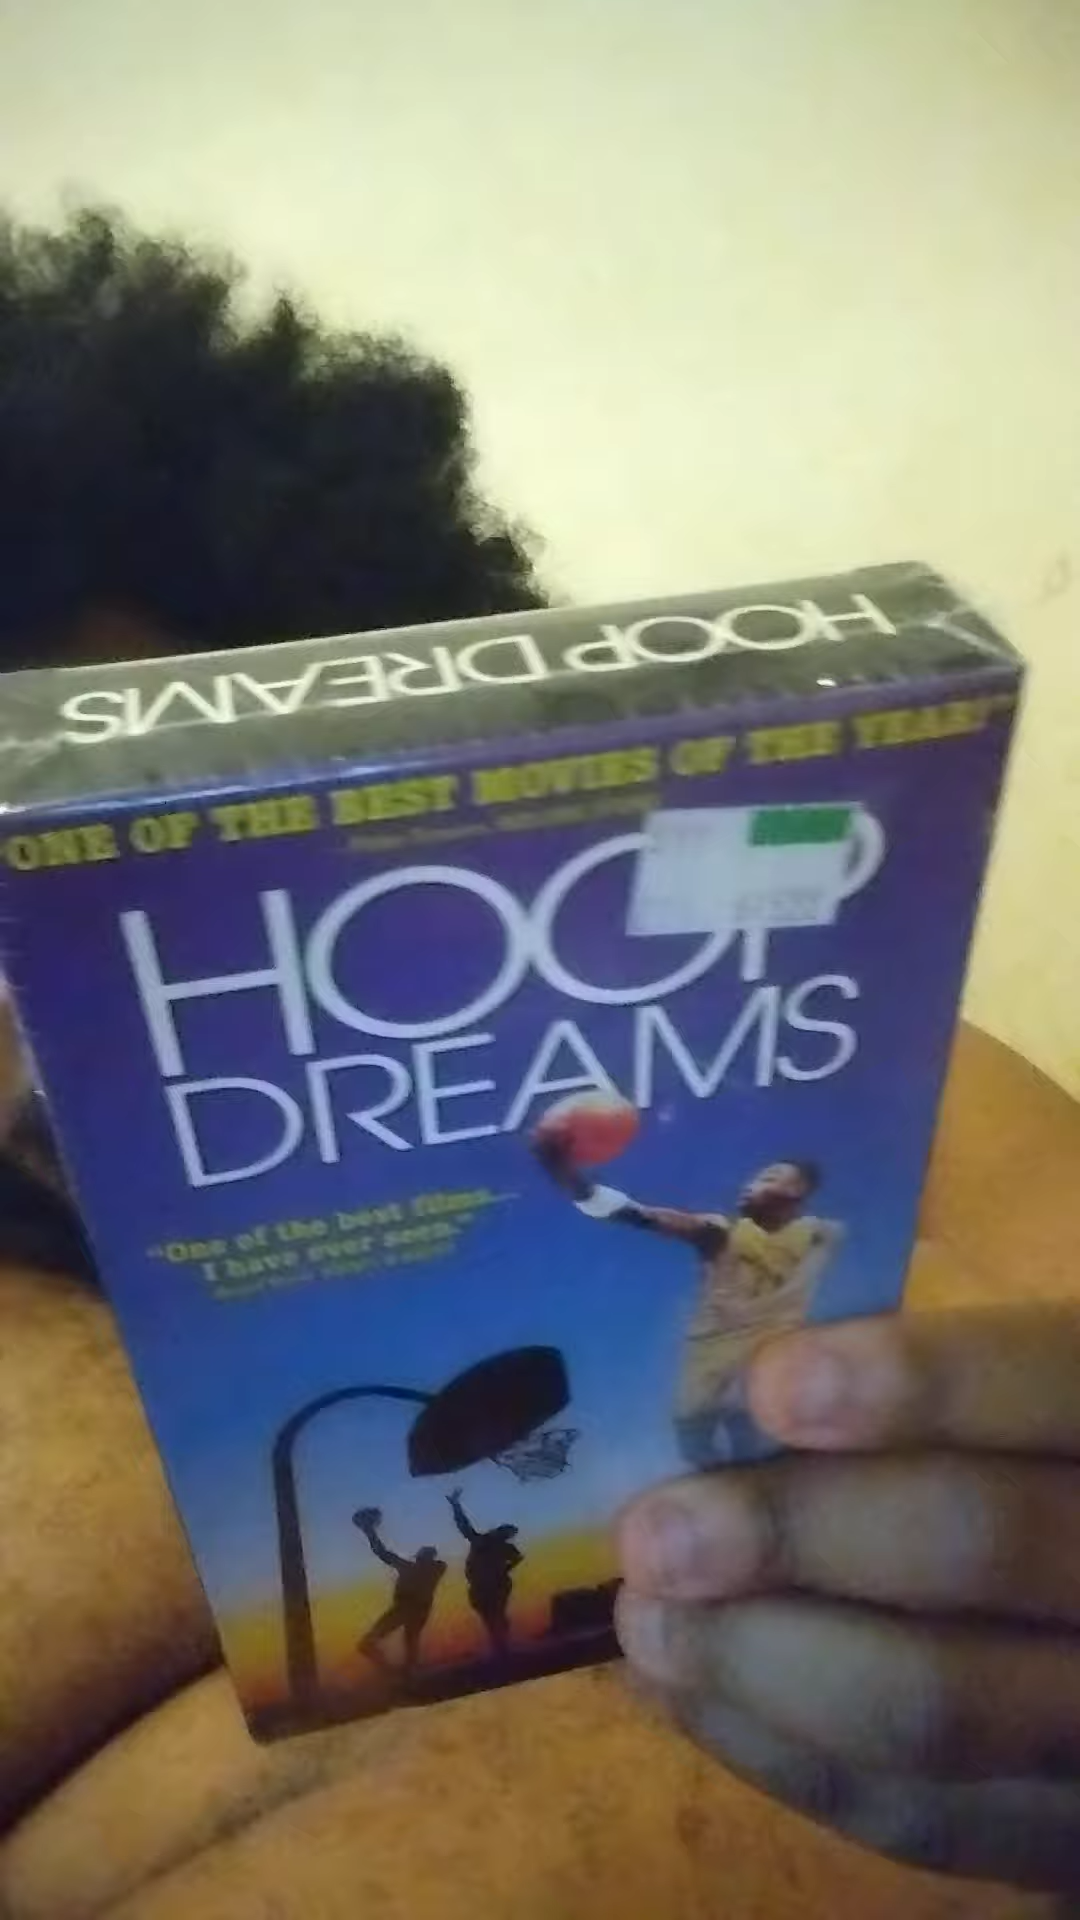 HOOP DREAMS
"ONE OF THE BEST MOVIES OF THE YEAR!"
HOOP
DREAMS
"One of the best films...
I have ever seen."